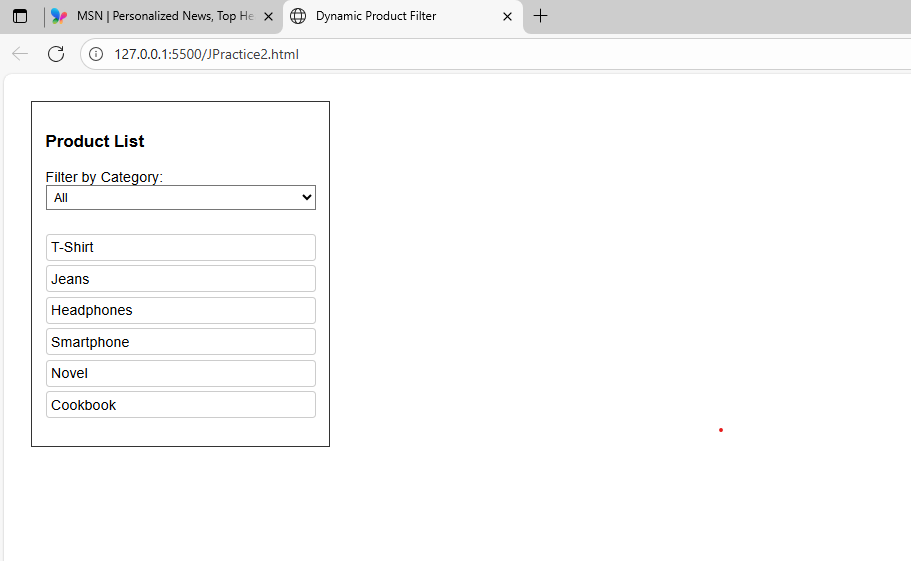 MSN | Personalized News, Top He
Dynamic Product Filter
127.0.0.1:5500/JPractice2.html
Product List
Filter by Category:
All
T-Shirt
Jeans
Headphones
Smartphone
Novel
Cookbook